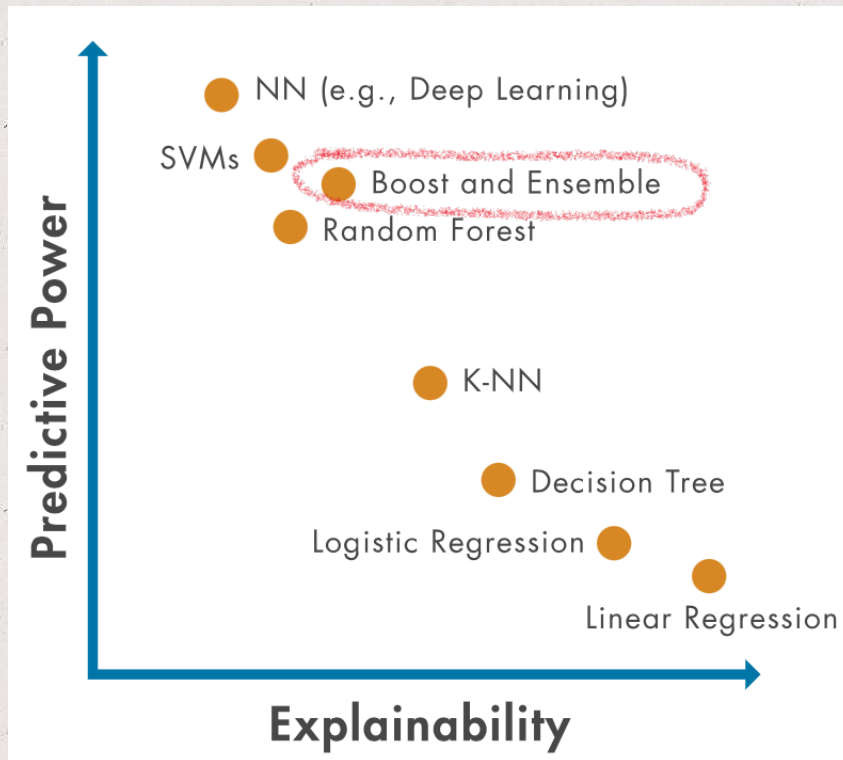 NN (e.g., Deep Learning)
SVMs
Boost and Ensemble
Random Forest
K-NN
Decision Tree
Logistic Regression
Linear Regression
Predictive Power
Explainability